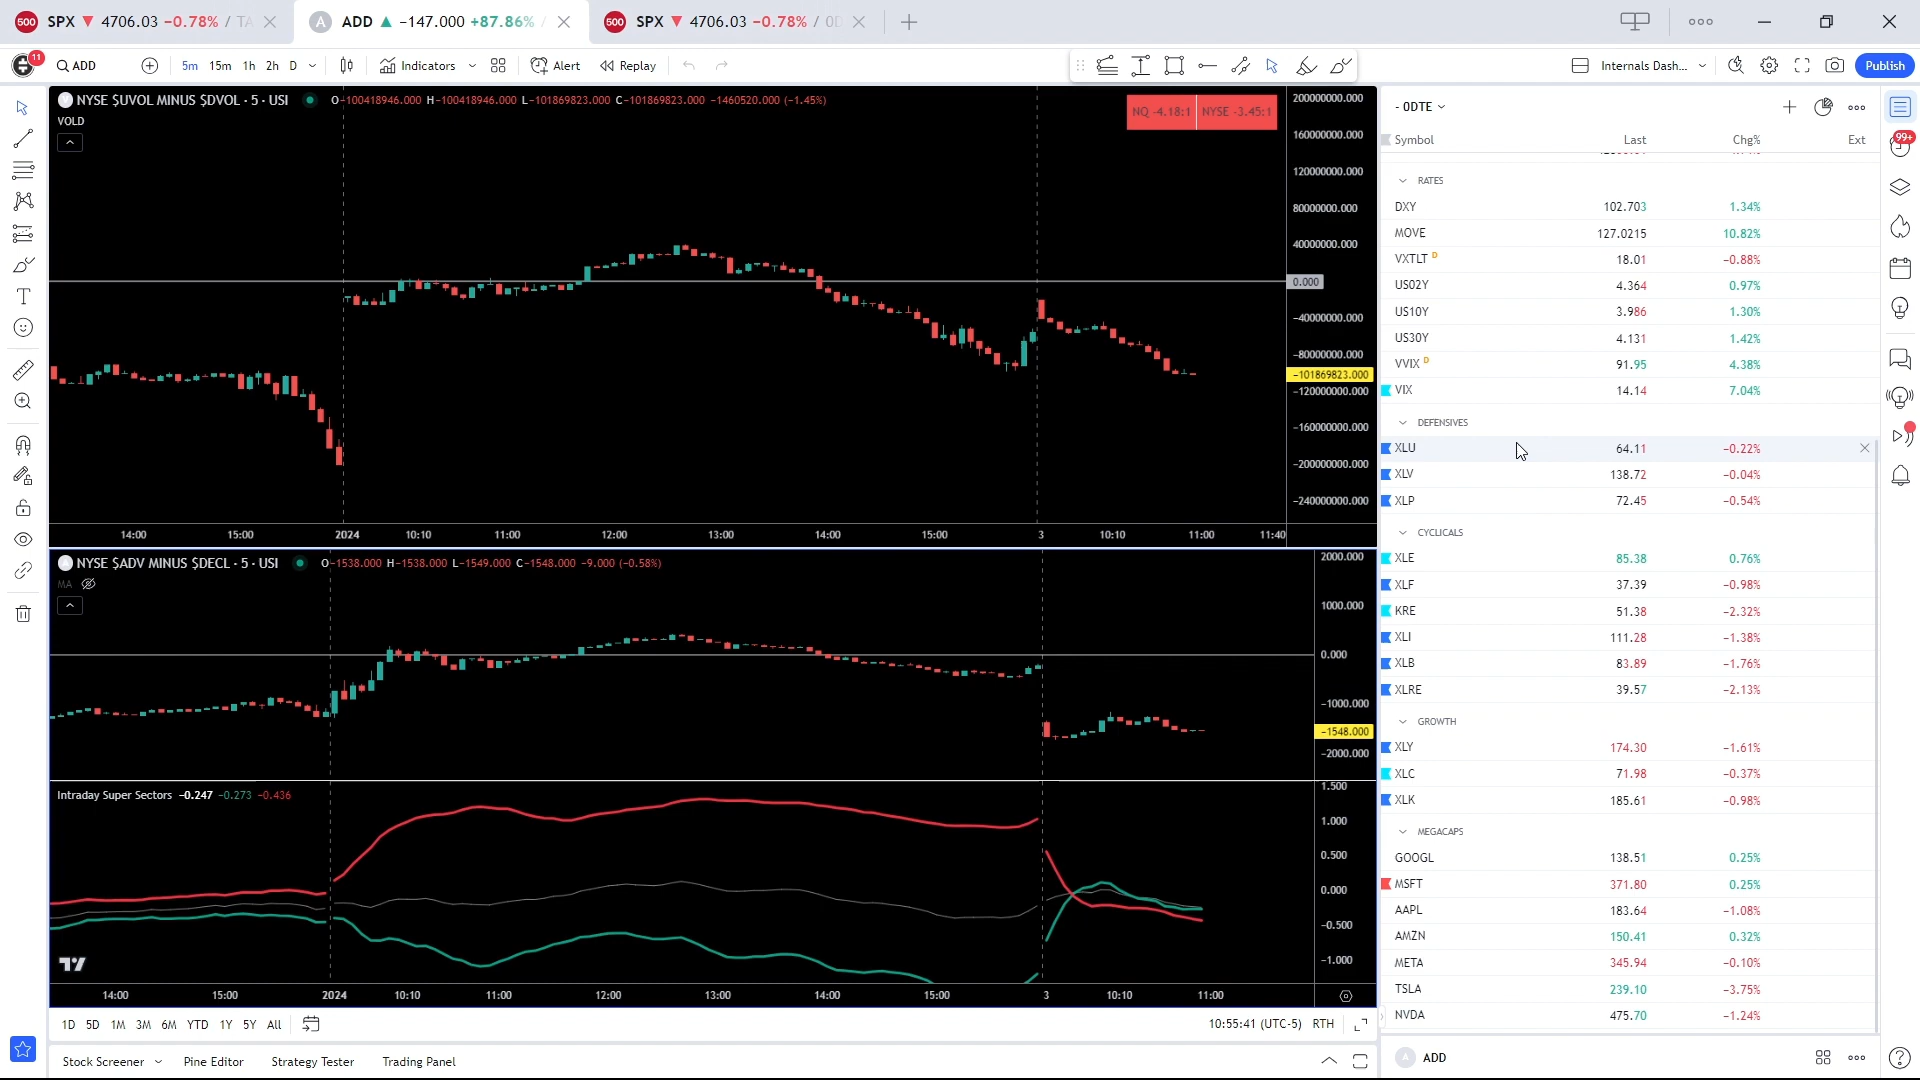 500 SPX ▼ 4706.03 −0.78% / TA
A ADD ▲ −147.000 +87.86% /
500 SPX ▼ 4706.03 −0.78% / 0D
11
ADD
5m 15m 1h 2h D
Indicators
Alert
Replay
Internals Dash...
Publish
NYSE $UVOL MINUS $DVOL · 5 · USI
O−100418946.000 H−100418946.000 L−101869823.000 C−101869823.000 −1460520.000 (−1.45%)
VOLD
NQ -4.18:1 NYSE -3.45:1
200000000.000
160000000.000
120000000.000
80000000.000
40000000.000
0.000
−40000000.000
−80000000.000
−101869823.000
−120000000.000
−160000000.000
−200000000.000
−240000000.000
14:00 15:00 2024 10:10 11:00 12:00 13:00 14:00 15:00 3 10:10 11:00 11:40
NYSE $ADV MINUS $DECL · 5 · USI
O−1538.000 H−1538.000 L−1549.000 C−1548.000 −9.000 (−0.58%)
MA
2000.000
1000.000
0.000
−1000.000
−1548.000
−2000.000
Intraday Super Sectors −0.247 −0.273 −0.436
1.500
1.000
0.500
0.000
−0.500
−1.000
14:00 15:00 2024 10:10 11:00 12:00 13:00 14:00 15:00 3 10:10 11:00
1D 5D 1M 3M 6M YTD 1Y 5Y All
10:55:41 (UTC-5) RTH
Stock Screener
Pine Editor
Strategy Tester
Trading Panel
- 0DTE
Symbol Last Chg% Ext
RATES
DXY 102.703 1.34%
MOVE 127.0215 10.82%
VXTLT D 18.01 −0.88%
US02Y 4.364 0.97%
US10Y 3.986 1.30%
US30Y 4.131 1.42%
VVIX D 91.95 4.38%
VIX 14.14 7.04%
DEFENSIVES
XLU 64.11 −0.22%
XLV 138.72 −0.04%
XLP 72.45 −0.54%
CYCLICALS
XLE 85.38 0.76%
XLF 37.39 −0.98%
KRE 51.38 −2.32%
XLI 111.28 −1.38%
XLB 83.89 −1.76%
XLRE 39.57 −2.13%
GROWTH
XLY 174.30 −1.61%
XLC 71.98 −0.37%
XLK 185.61 −0.98%
MEGACAPS
GOOGL 138.51 0.25%
MSFT 371.80 0.25%
AAPL 183.64 −1.08%
AMZN 150.41 0.32%
META 345.94 −0.10%
TSLA 239.10 −3.75%
NVDA 475.70 −1.24%
A ADD
99+